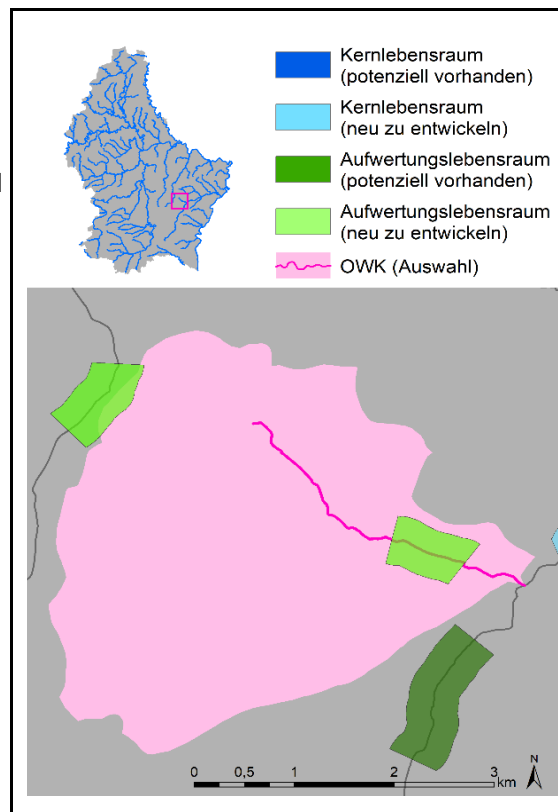 Kernlebensraum
(potenziell vorhanden)
Kernlebensraum
(neu zu entwickeln)
Aufwertungslebensraum
(potenziell vorhanden)
Aufwertungslebensraum
(neu zu entwickeln)
OWK (Auswahl)
0 0,5 1 2 3
km
N